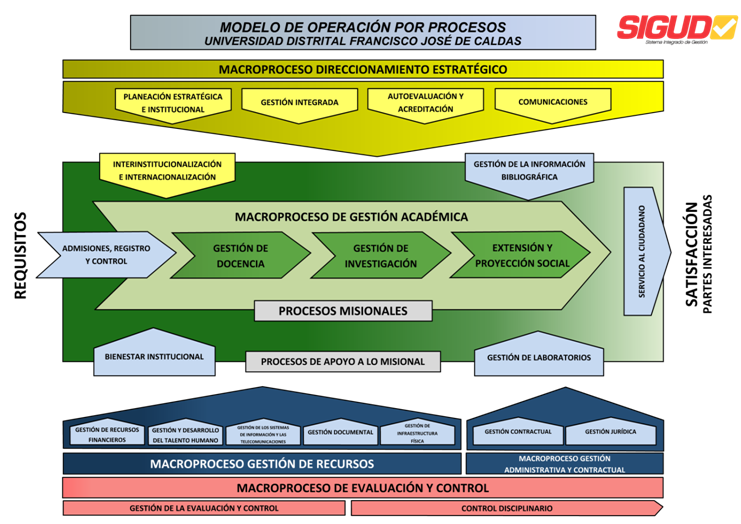 MODELO DE OPERACIÓN POR PROCESOS
UNIVERSIDAD DISTRITAL FRANCISCO JOSÉ DE CALDAS
SIGUD
Sistema Integrado de Gestión
MACROPROCESO DIRECCIONAMIENTO ESTRATÉGICO
PLANEACIÓN ESTRATÉGICA
E INSTITUCIONAL
GESTIÓN INTEGRADA
AUTOEVALUACIÓN Y
ACREDITACIÓN
COMUNICACIONES
INTERINSTITUCIONALIZACIÓN
E INTERNACIONALIZACIÓN
GESTIÓN DE LA INFORMACIÓN
BIBLIOGRÁFICA
REQUISITOS
MACROPROCESO DE GESTIÓN ACADÉMICA
ADMISIONES, REGISTRO
Y CONTROL
GESTIÓN DE
DOCENCIA
GESTIÓN DE
INVESTIGACIÓN
EXTENSIÓN Y
PROYECCIÓN SOCIAL
SERVICIO AL CIUDADANO
SATISFACCIÓN
PARTES INTERESADAS
PROCESOS MISIONALES
BIENESTAR INSTITUCIONAL
PROCESOS DE APOYO A LO MISIONAL
GESTIÓN DE LABORATORIOS
GESTIÓN DE RECURSOS
FINANCIEROS
GESTIÓN Y DESARROLLO
DEL TALENTO HUMANO
GESTIÓN DE LOS SISTEMAS
DE INFORMACIÓN Y LAS
TELECOMUNICACIONES
GESTIÓN DOCUMENTAL
GESTIÓN DE
INFRAESTRUCTURA
FÍSICA
GESTIÓN CONTRACTUAL
GESTIÓN JURÍDICA
MACROPROCESO GESTIÓN DE RECURSOS
MACROPROCESO GESTIÓN
ADMINISTRATIVA Y CONTRACTUAL
MACROPROCESO DE EVALUACIÓN Y CONTROL
GESTIÓN DE LA EVALUACIÓN Y CONTROL
CONTROL DISCIPLINARIO